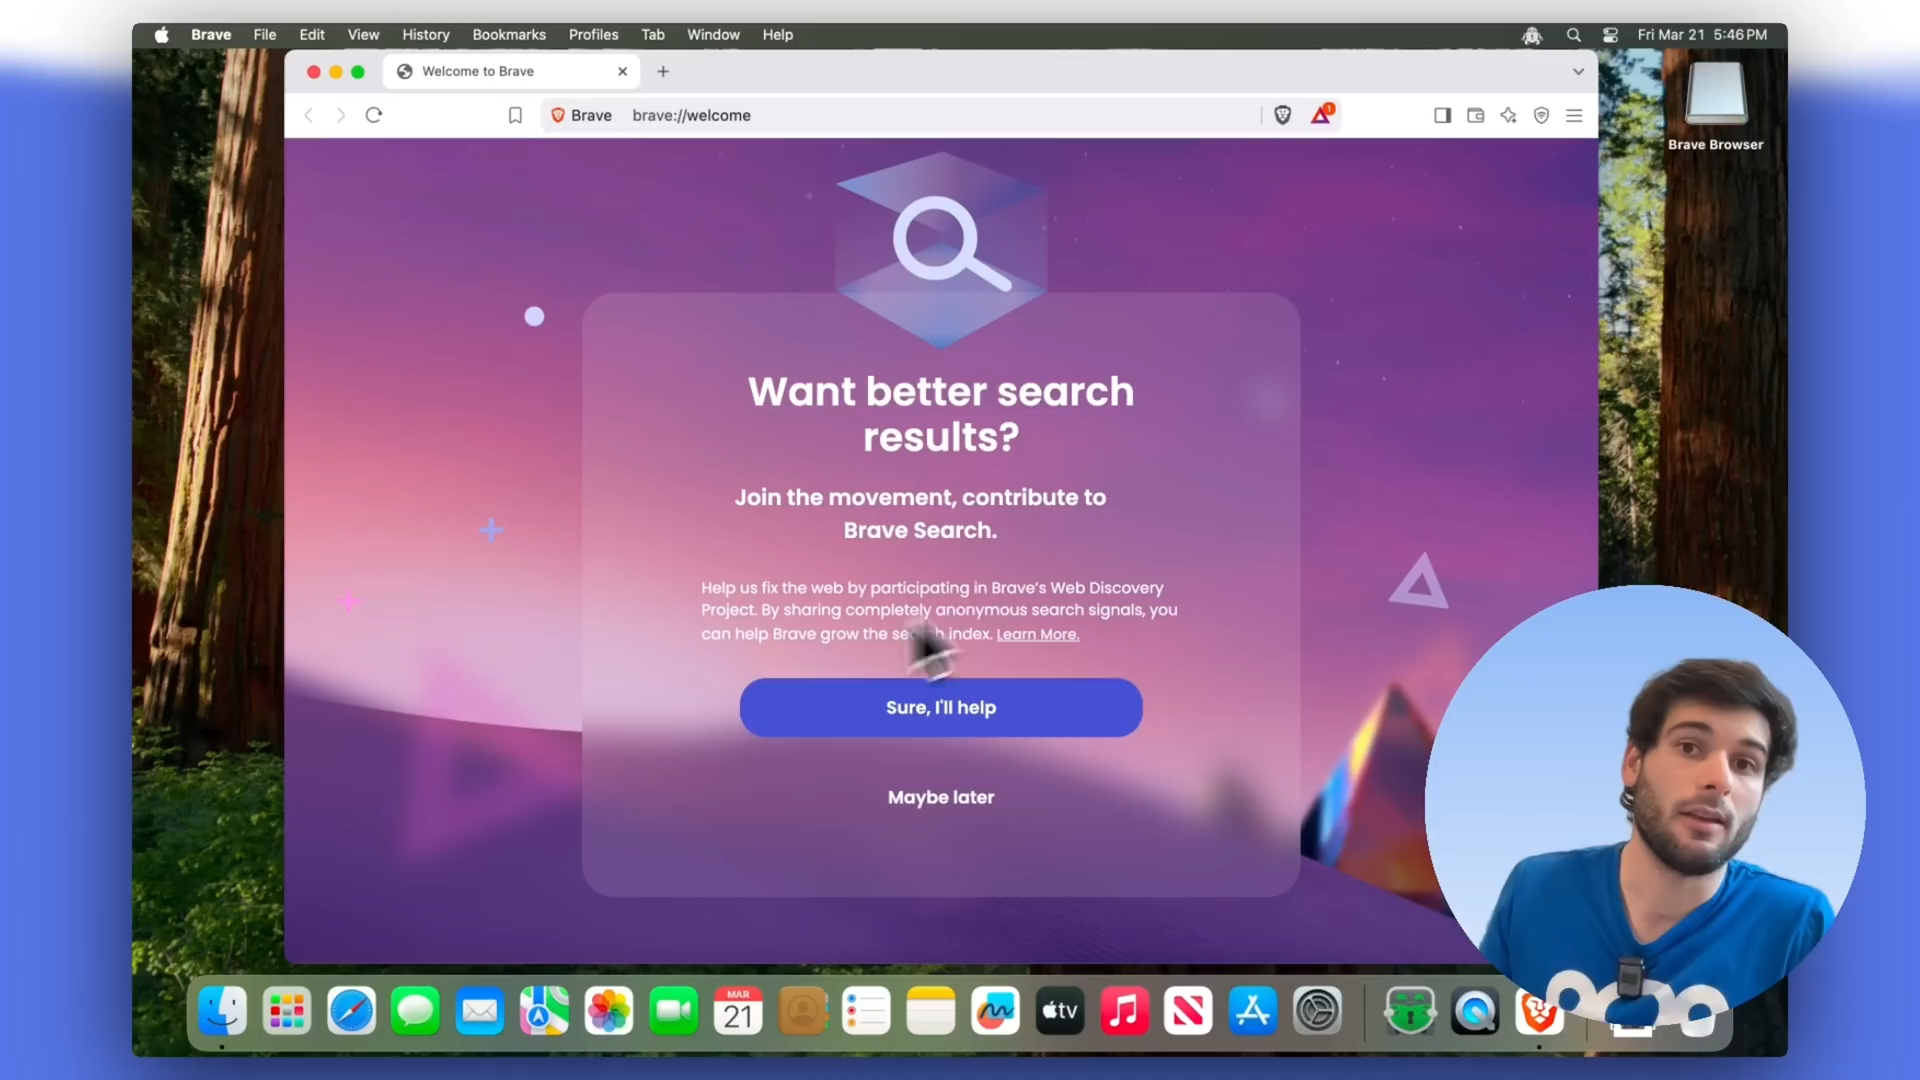 Brave File Edit View History Bookmarks Profiles Tab Window Help Fri Mar 21 5:46 PM
Welcome to Brave
Brave brave://welcome
1
Brave Browser
Want better search
results?
Join the movement, contribute to
Brave Search.
Help us fix the web by participating in Brave's Web Discovery
Project. By sharing completely anonymous search signals, you
can help Brave grow the search index. Learn More.
Sure, I'll help
Maybe later
MAR
21
tv